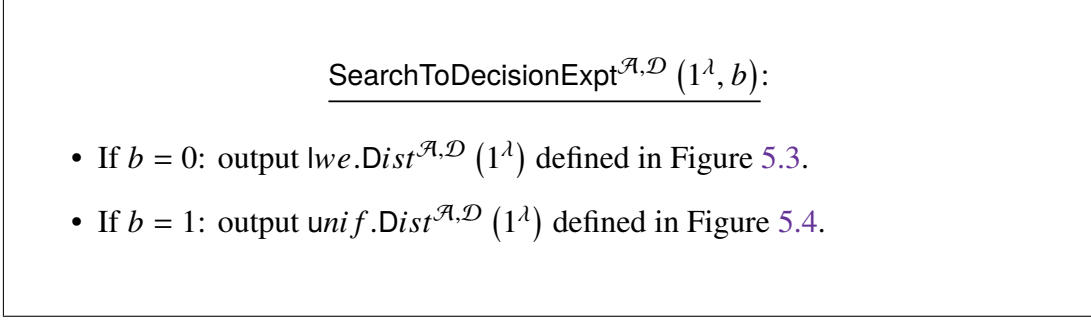 SearchToDecisionExpt^{𝒜,𝒟} (1^λ, b):
• If b = 0: output lwe.Dist^{𝒜,𝒟} (1^λ) defined in Figure 5.3.
• If b = 1: output unif.Dist^{𝒜,𝒟} (1^λ) defined in Figure 5.4.